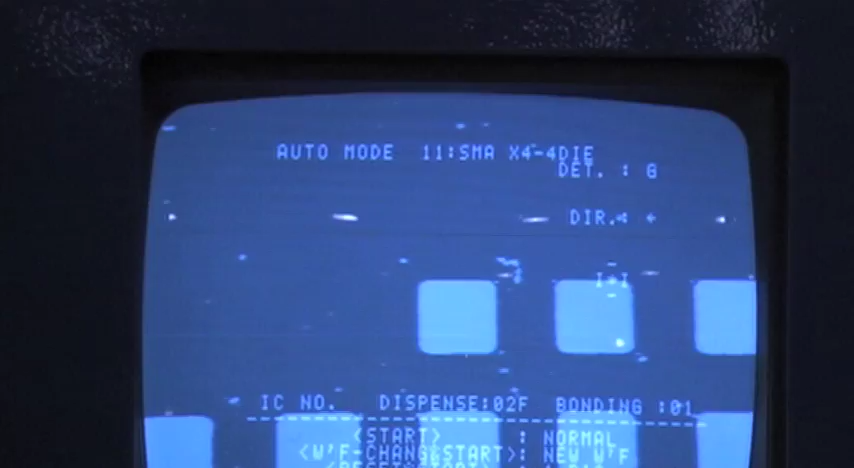 AUTO MODE 11:SMA X4-4DIE
DET. : G
DIR. : ←
IC NO. DISPENSE:02F BONDING :01
<START> : NORMAL
<W'F-CHANG&START>: NEW W'F